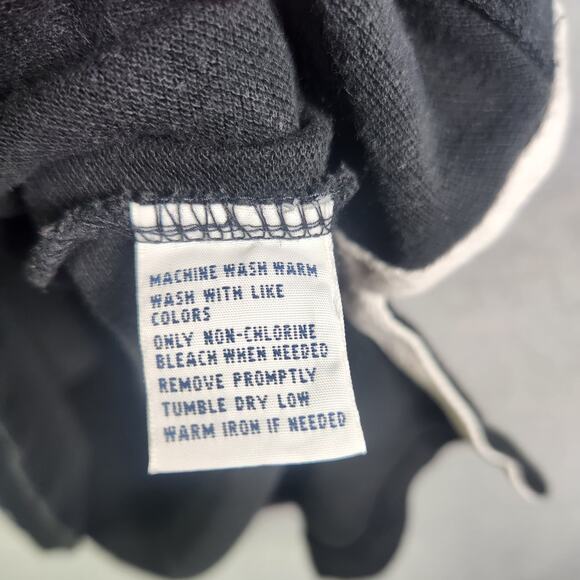 MACHINE WASH WARM
WASH WITH LIKE
COLORS
ONLY NON-CHLORINE
BLEACH WHEN NEEDED
REMOVE PROMPTLY
TUMBLE DRY LOW
WARM IRON IF NEEDED